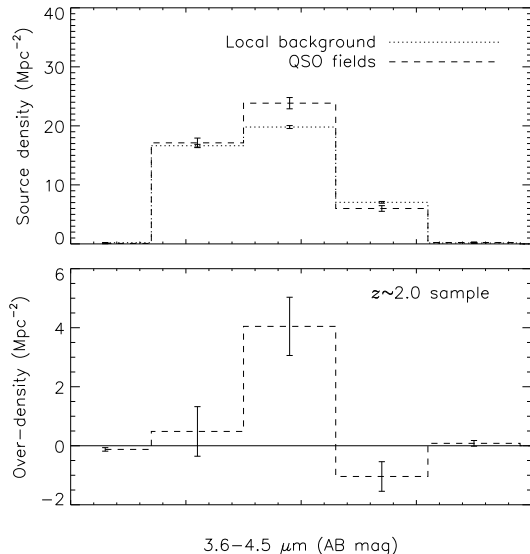 40
30
20
10
0
Source density (Mpc⁻²)
Local background
QSO fields
6
4
2
0
−2
Over−density (Mpc⁻²)
z~2.0 sample
3.6−4.5 μm (AB mag)